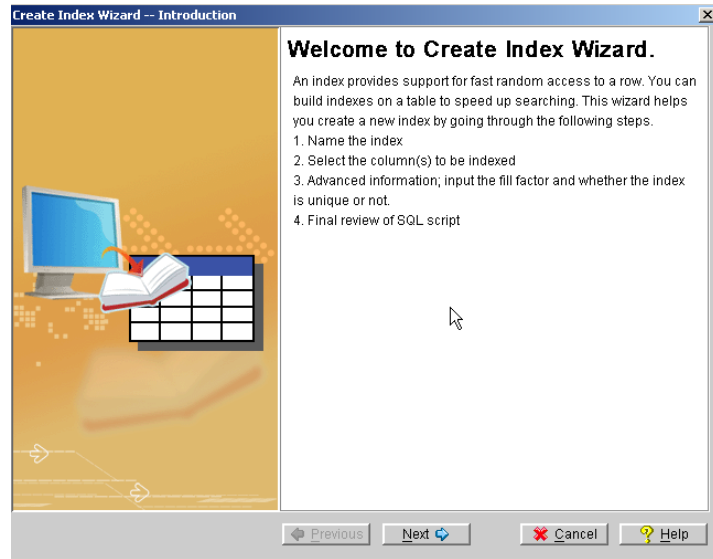 Create Index Wizard -- Introduction
Welcome to Create Index Wizard.
An index provides support for fast random access to a row. You can
build indexes on a table to speed up searching. This wizard helps
you create a new index by going through the following steps.
1. Name the index
2. Select the column(s) to be indexed
3. Advanced information; input the fill factor and whether the index
is unique or not.
4. Final review of SQL script
Previous
Next
Cancel
Help